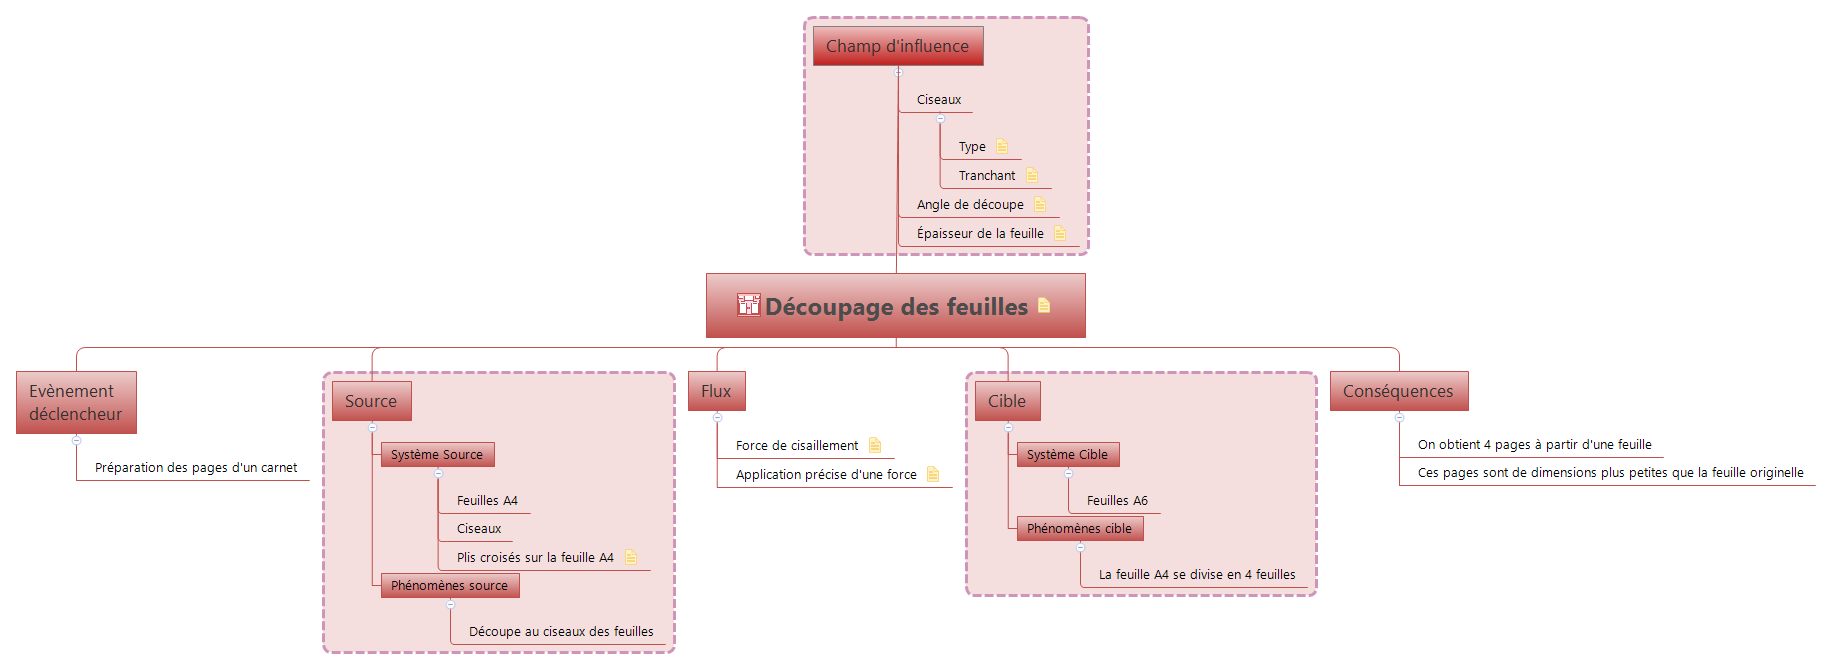 Champ d'influence
Ciseaux
Type
Tranchant
Angle de découpe
Épaisseur de la feuille
Découpage des feuilles
Evènement
déclencheur
Préparation des pages d'un carnet
Source
Système Source
Feuilles A4
Ciseaux
Plis croisés sur la feuille A4
Phénomènes source
Découpe au ciseaux des feuilles
Flux
Force de cisaillement
Application précise d'une force
Cible
Système Cible
Feuilles A6
Phénomènes cible
La feuille A4 se divise en 4 feuilles
Conséquences
On obtient 4 pages à partir d'une feuille
Ces pages sont de dimensions plus petites que la feuille originelle